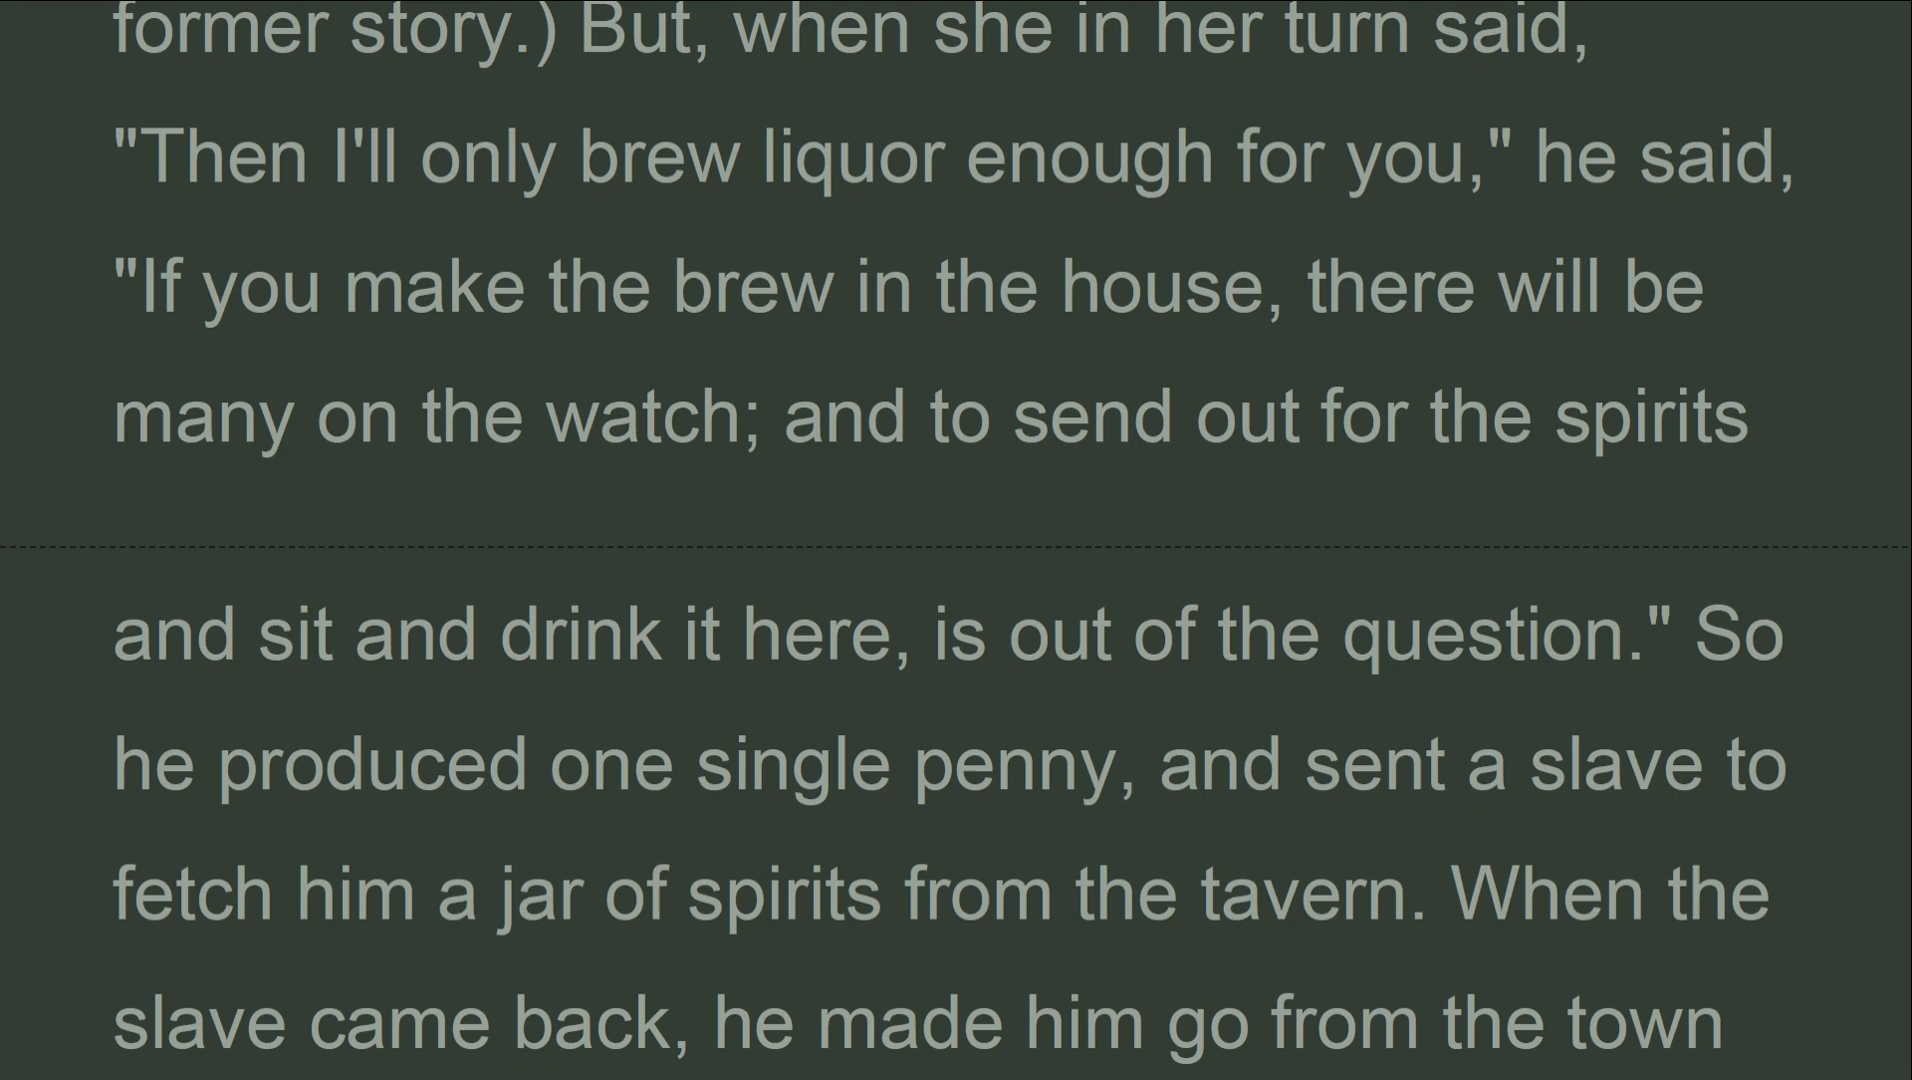 former story.) But, when she in her turn said,
"Then I'll only brew liquor enough for you," he said,
"If you make the brew in the house, there will be
many on the watch; and to send out for the spirits
and sit and drink it here, is out of the question." So
he produced one single penny, and sent a slave to
fetch him a jar of spirits from the tavern. When the
slave came back, he made him go from the town